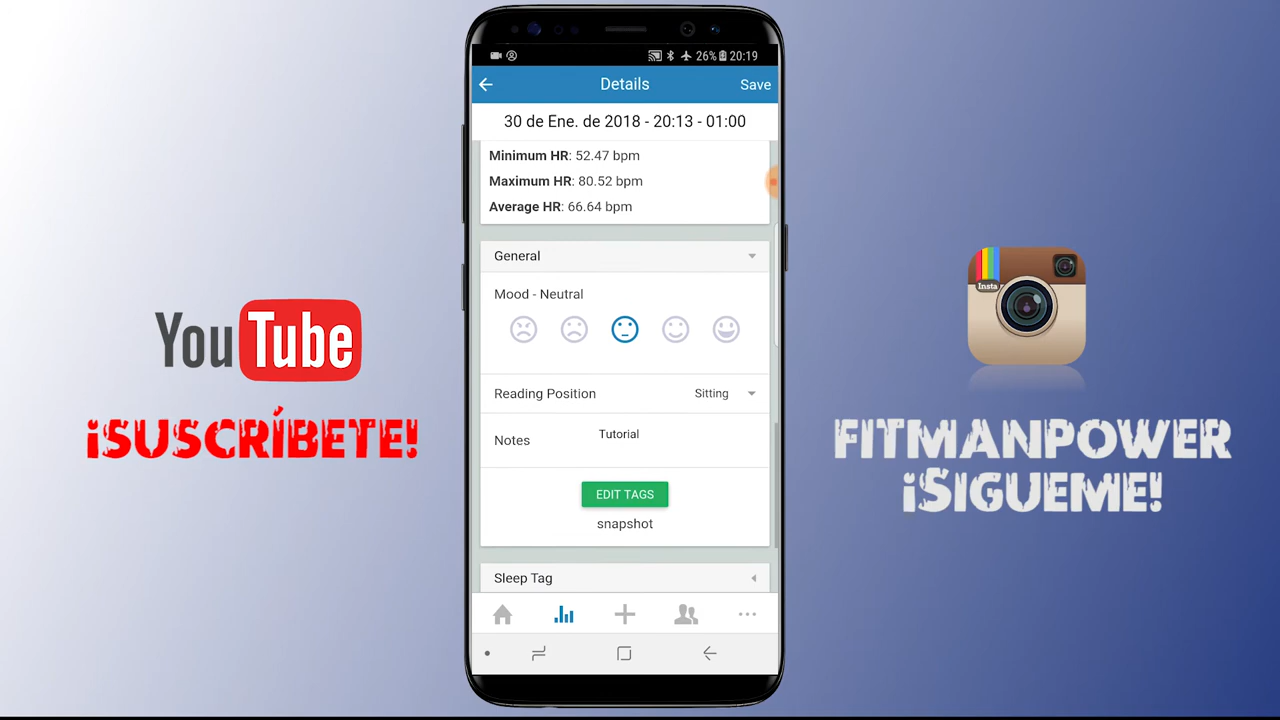 26% 20:19
Details
Save
30 de Ene. de 2018 - 20:13 - 01:00
Minimum HR: 52.47 bpm
Maximum HR: 80.52 bpm
Average HR: 66.64 bpm
General
Mood - Neutral
Reading Position
Sitting
Notes
Tutorial
EDIT TAGS
snapshot
Sleep Tag
YouTube
¡SUSCRÍBETE!
Insta
FITMANPOWER
¡SIGUEME!